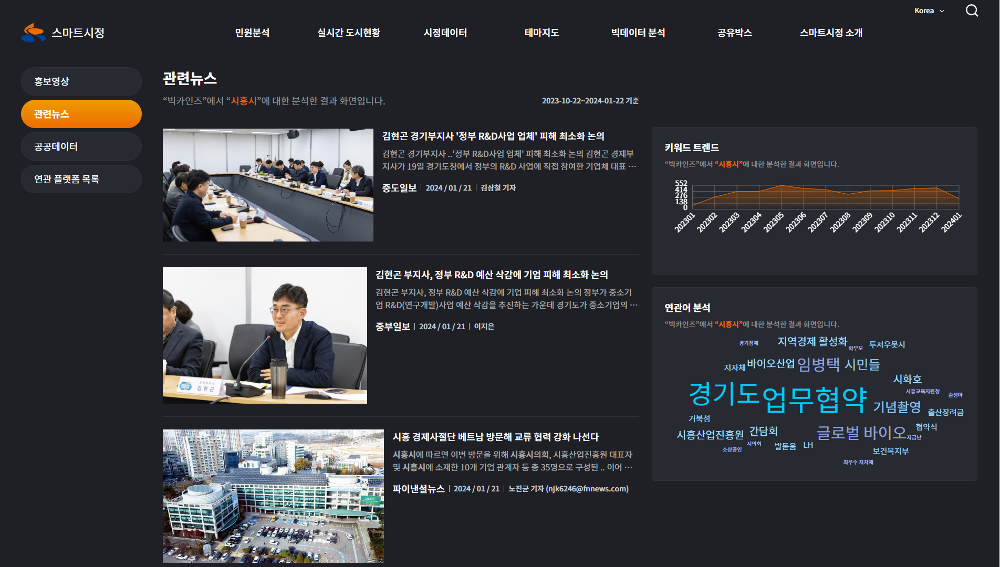 Korea
스마트시정
민원분석
실시간 도시현황
시정데이터
테마지도
빅데이터 분석
공유박스
스마트시정 소개
홍보영상
관련뉴스
공공데이터
연관 플랫폼 목록
관련뉴스
“빅카인즈”에서 “시흥시”에 대한 분석한 결과 화면입니다.
2023-10-22~2024-01-22 기준
김현곤 경기부지사 '정부 R&D사업 업체' 피해 최소화 논의
김현곤 경기부지사 ..'정부 R&D사업 업체' 피해 최소화 논의 김현곤 경제부
지사가 19일 경기도청에서 정부의 R&D 사업에 직접 참여한 기업체 대표 …
중도일보 | 2024 / 01 / 21 | 김삼철 기자
김현곤 부지사, 정부 R&D 예산 삭감에 기업 피해 최소화 논의
김현곤 부지사, 정부 R&D 예산 삭감에 기업 피해 최소화 논의 정부가 중소기
업 R&D(연구개발)사업 예산 삭감을 추진하는 가운데 경기도가 중소기업의 …
중부일보 | 2024 / 01 / 21 | 이지은
김현곤
시흥 경제사절단 베트남 방문해 교류 협력 강화 나선다
시흥시에 따르면 이번 방문을 위해 시흥시의회, 시흥산업진흥원 대표자
및 시흥시에 소재한 10개 기업 관계자 등 총 35명으로 구성된 .. 이어 …
파이낸셜뉴스 | 2024 / 01 / 21 | 노진균 기자 (njk6246@fnnews.com)
키워드 트렌드
“빅카인즈”에서 “시흥시”에 대한 분석한 결과 화면입니다.
552
414
276
138
0
202301
202302
202303
202304
202305
202306
202307
202308
202309
202310
202311
202312
202401
연관어 분석
“빅카인즈”에서 “시흥시”에 대한 분석한 결과 화면입니다.
경기침체
지역경제 활성화
학부모
투저우못시
지자체
바이오산업
임병택
시민들
시화호
시흥교육지원청
출생아
경기도
업무협약
기념촬영
출산장려금
거북섬
협약식
시흥산업진흥원
간담회
글로벌 바이오
자금난
시의회
소상공인
발돋움
LH
보건복지부
최우수 지자체